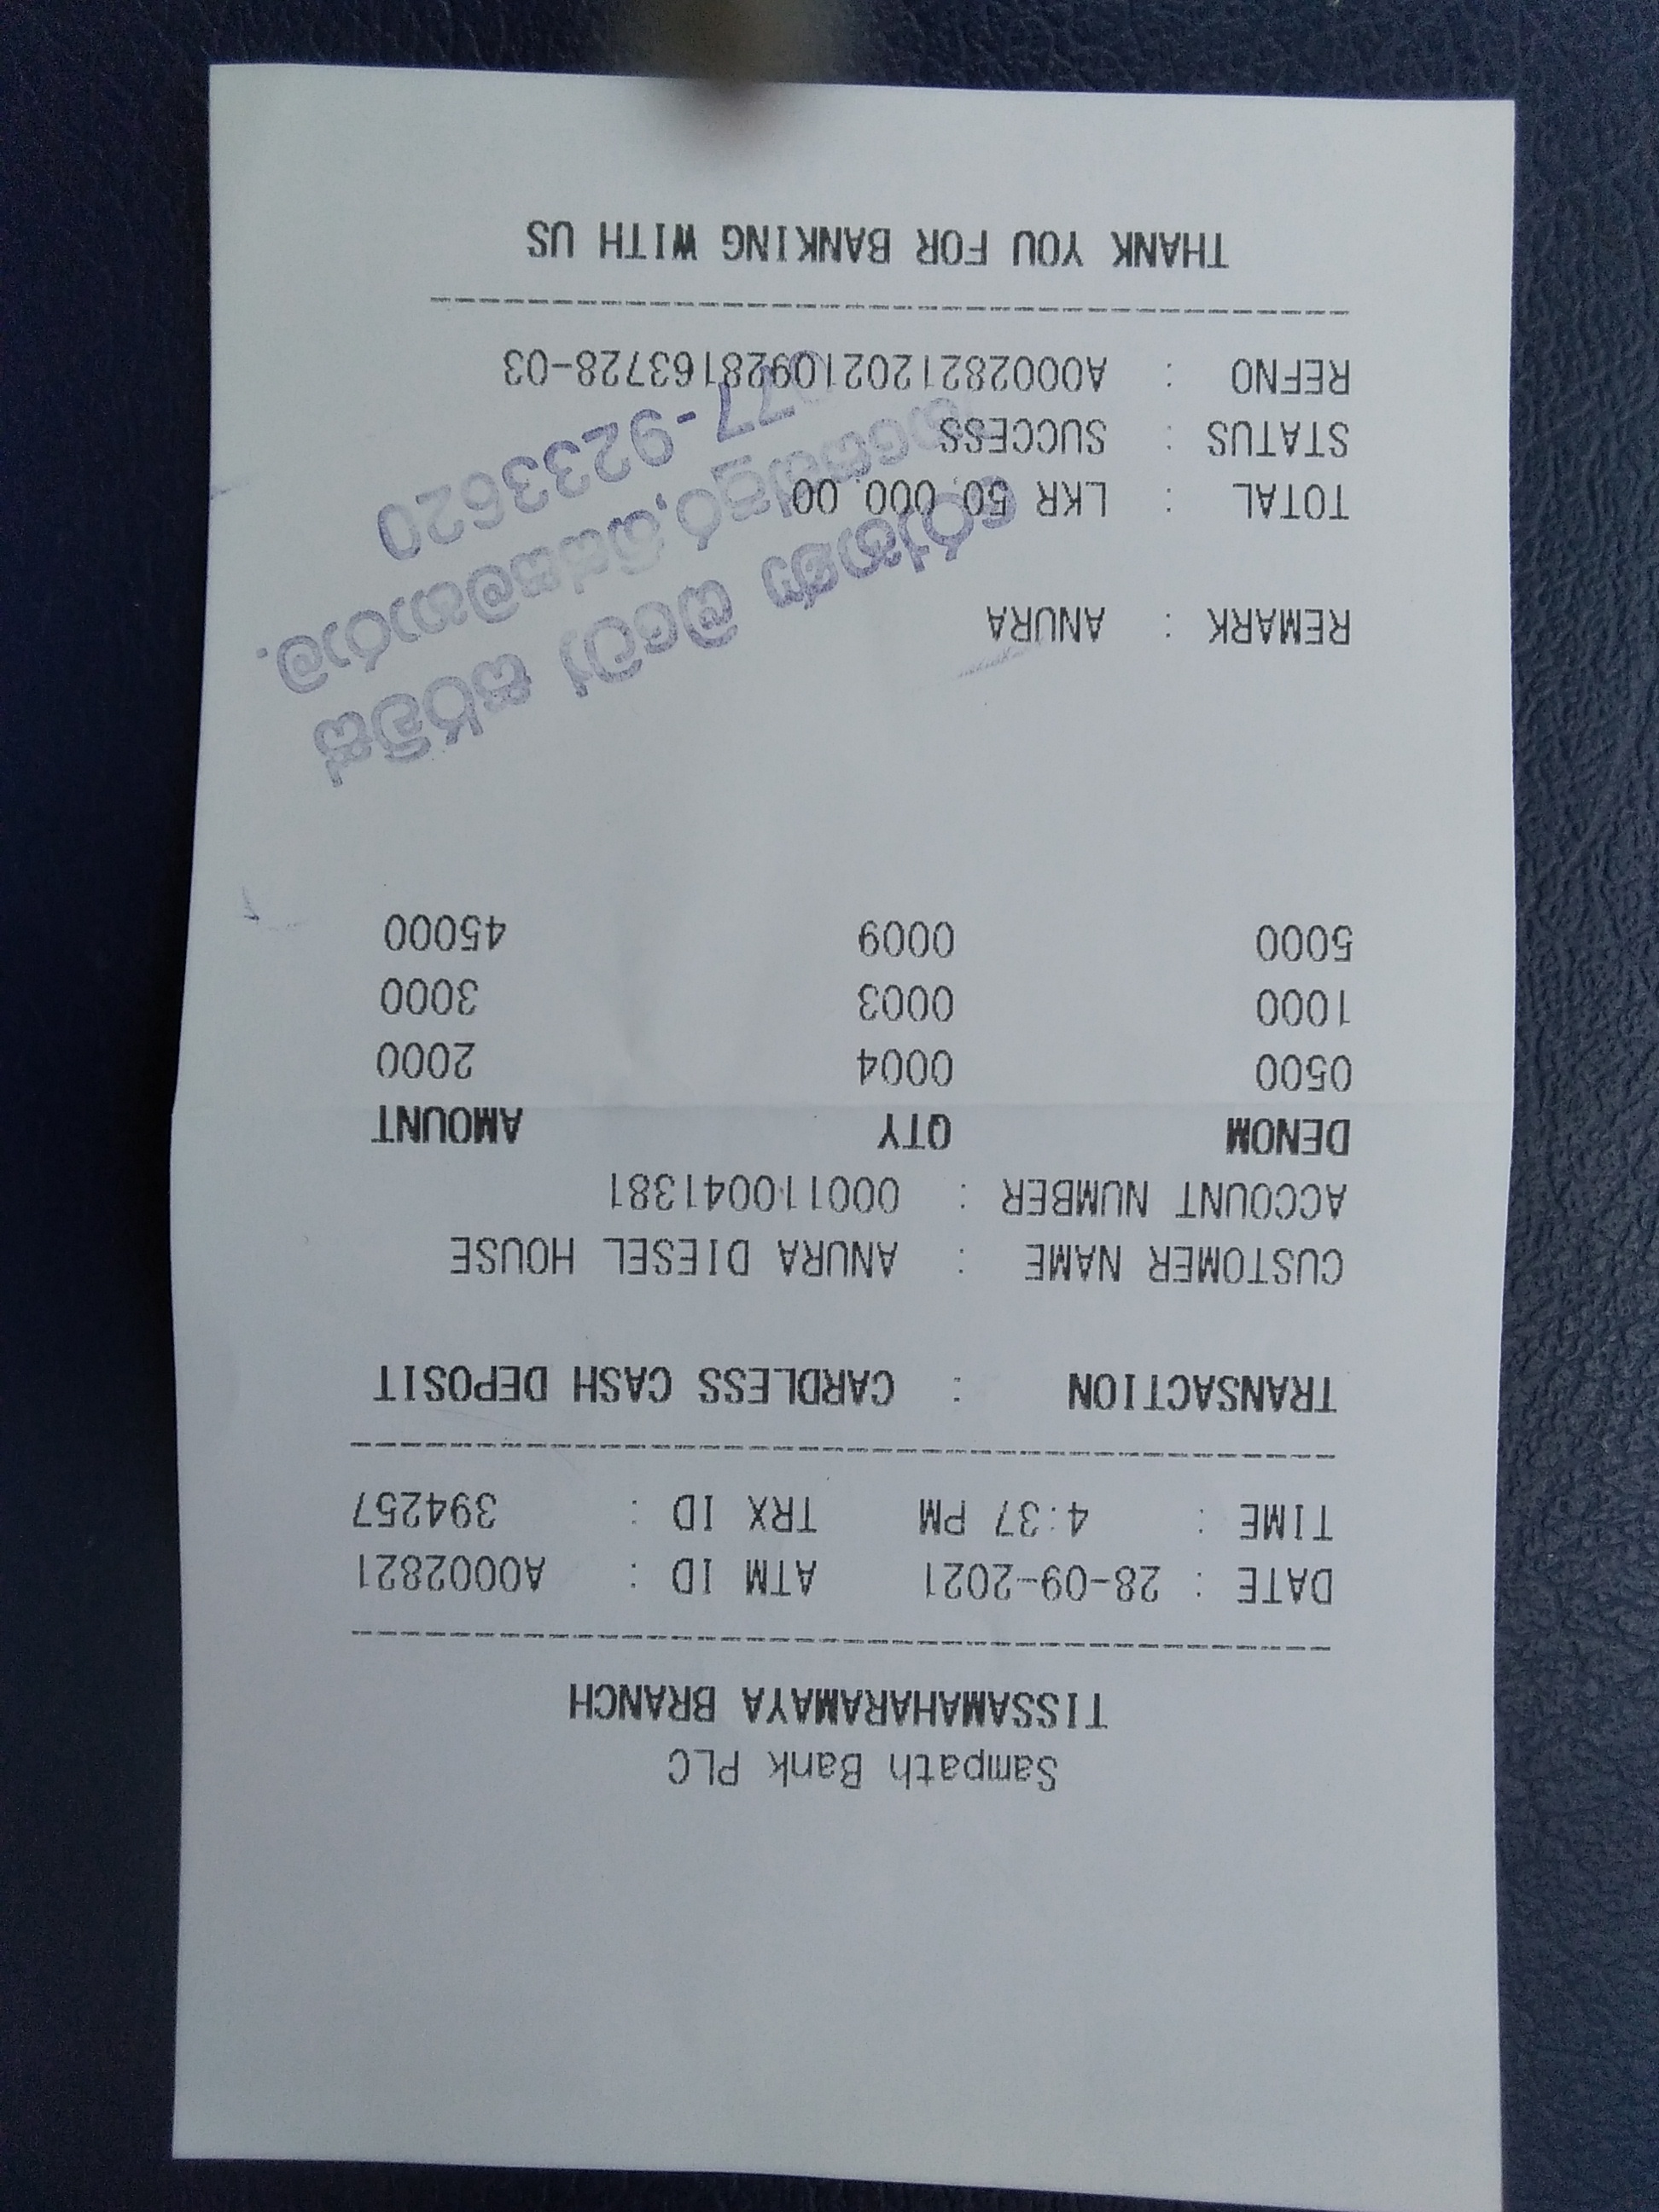 Sampath Bank PLC
TISSAMAHARAMAYA BRANCH
DATE : 28-09-2021 ATM ID : A0002821
TIME : 4:37 PM TRX ID : 394257
TRANSACTION : CARDLESS CASH DEPOSIT
CUSTOMER NAME : ANURA DIESEL HOUSE
ACCOUNT NUMBER : 000110041381
DENOM QTY AMOUNT
0500 0004 2000
1000 0003 3000
5000 0009 45000
REMARK : ANURA
TOTAL : LKR 50,000.00
STATUS : SUCCESS
REFNO : A000282120210928163728-03
077-9233620
THANK YOU FOR BANKING WITH US